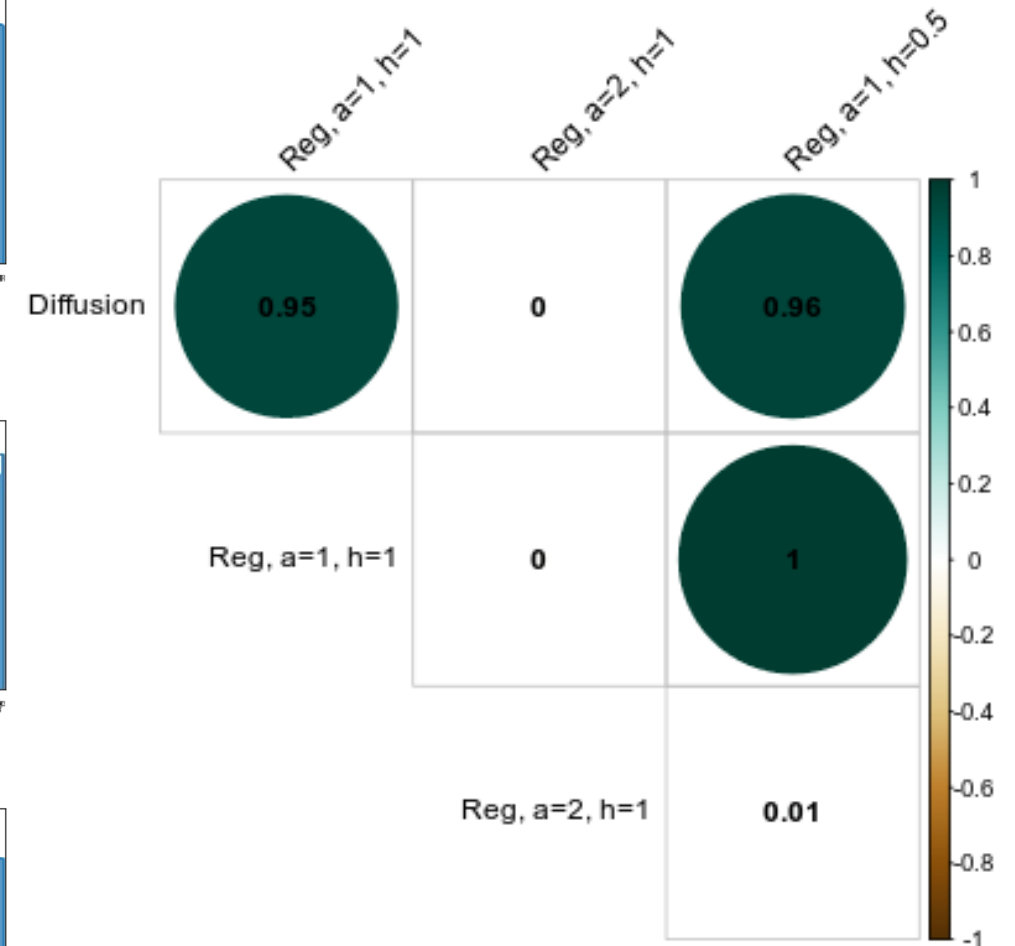 Reg, a=1, h=1
Reg, a=2, h=1
Reg, a=1, h=0.5
Diffusion
0.95
0
0.96
Reg, a=1, h=1
0
1
Reg, a=2, h=1
0.01
1
0.8
0.6
0.4
0.2
0
-0.2
-0.4
-0.6
-0.8
-1